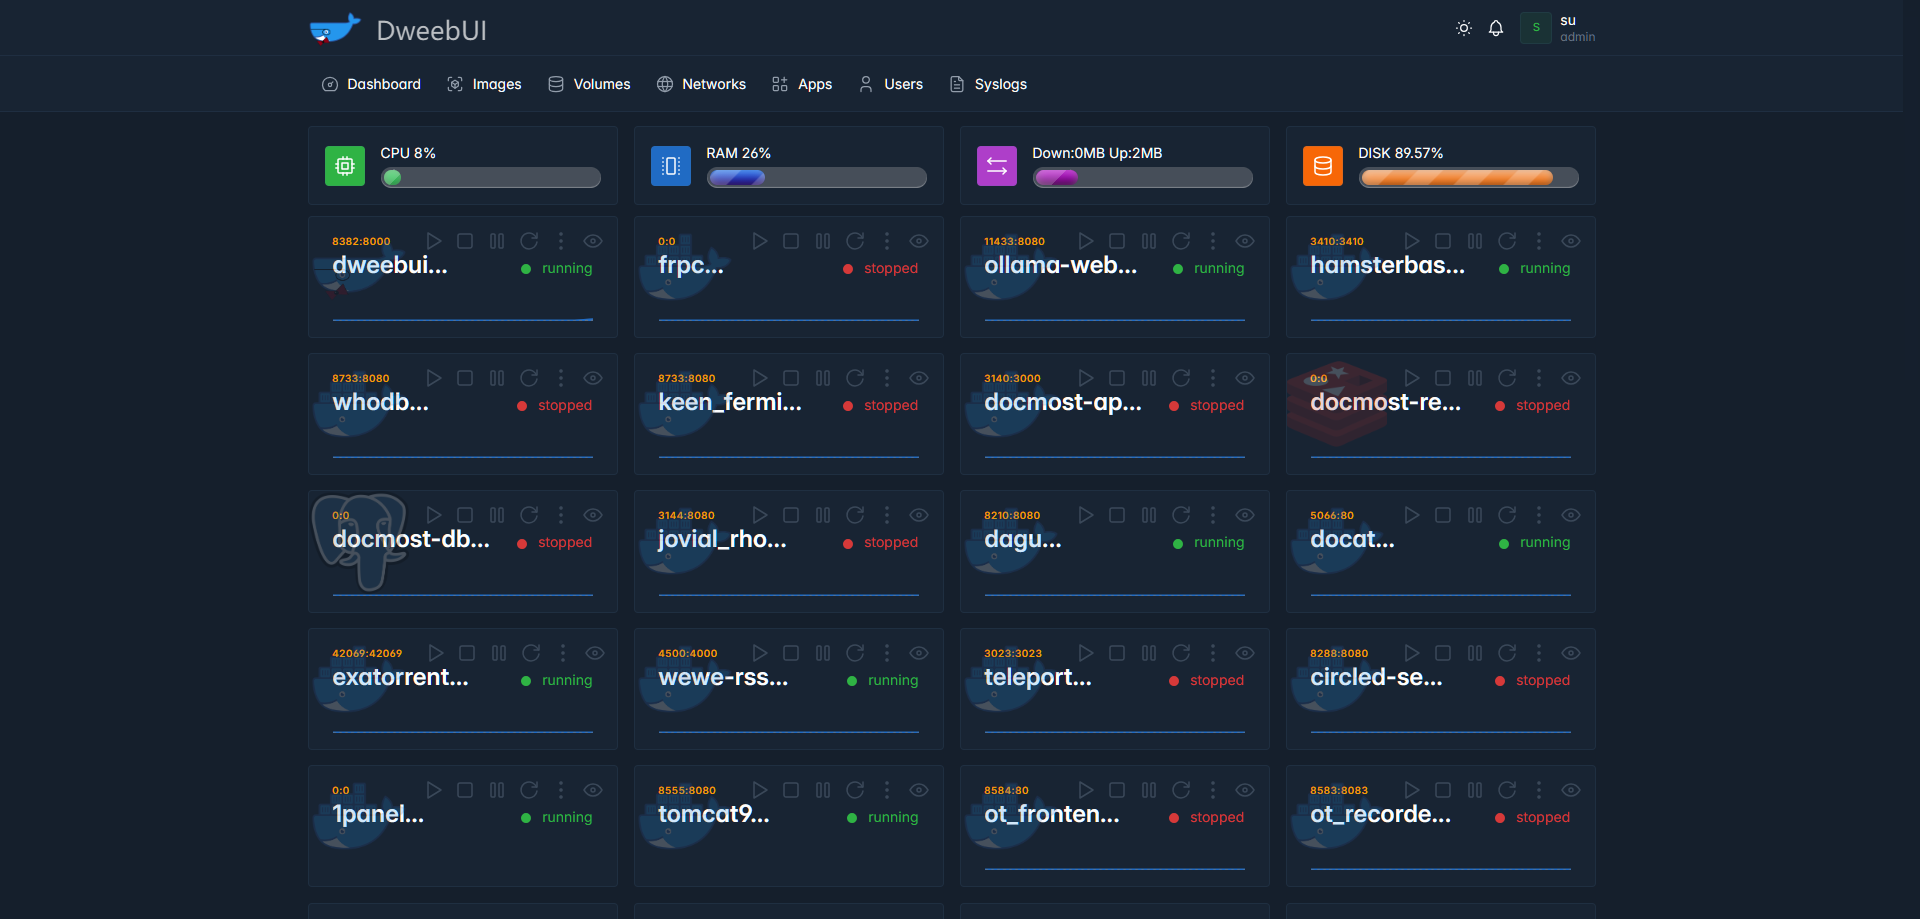 DweebUI
S
su
admin
Dashboard
Images
Volumes
Networks
Apps
Users
Syslogs
CPU 8%
RAM 26%
Down:0MB Up:2MB
DISK 89.57%
8382:8000
dweebui...
running
0:0
frpc...
stopped
11433:8080
ollama-web...
running
3410:3410
hamsterbas...
running
8733:8080
whodb...
stopped
8733:8080
keen_fermi...
stopped
3140:3000
docmost-ap...
stopped
0:0
docmost-re...
stopped
0:0
docmost-db...
stopped
3144:8080
jovial_rho...
stopped
8210:8080
dagu...
running
5066:80
docat...
running
42069:42069
exatorrent...
running
4500:4000
wewe-rss...
running
3023:3023
teleport...
stopped
8288:8080
circled-se...
stopped
0:0
1panel...
running
8555:8080
tomcat9...
running
8584:80
ot_fronten...
stopped
8583:8083
ot_recorde...
stopped